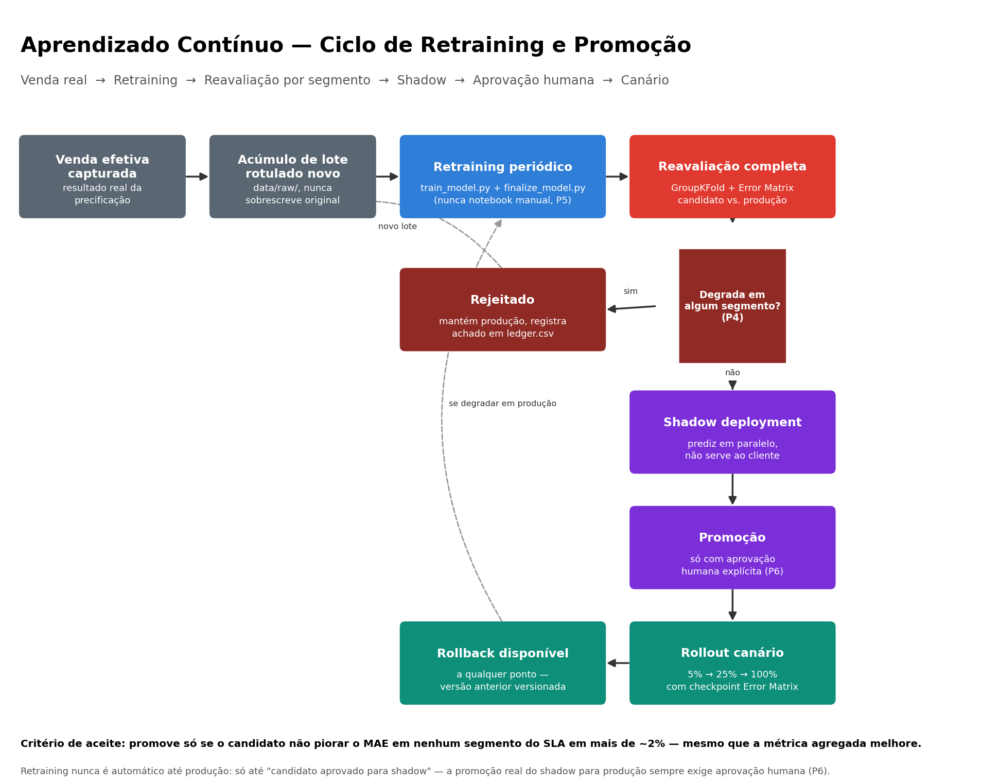 Aprendizado Contínuo — Ciclo de Retraining e Promoção
Venda real → Retraining → Reavaliação por segmento → Shadow → Aprovação humana → Canário
Venda efetiva
capturada
resultado real da
precificação
Acúmulo de lote
rotulado novo
data/raw/, nunca
sobrescreve original
Retraining periódico
train_model.py + finalize_model.py
(nunca notebook manual, P5)
Reavaliação completa
GroupKFold + Error Matrix
candidato vs. produção
novo lote
Rejeitado
mantém produção, registra
achado em ledger.csv
sim
Degrada em
algum segmento?
(P4)
não
se degradar em produção
Shadow deployment
prediz em paralelo,
não serve ao cliente
Promoção
só com aprovação
humana explícita (P6)
Rollback disponível
a qualquer ponto —
versão anterior versionada
Rollout canário
5% → 25% → 100%
com checkpoint Error Matrix
Critério de aceite: promove só se o candidato não piorar o MAE em nenhum segmento do SLA em mais de ~2% — mesmo que a métrica agregada melhore.
Retraining nunca é automático até produção: só até "candidato aprovado para shadow" — a promoção real do shadow para produção sempre exige aprovação humana (P6).